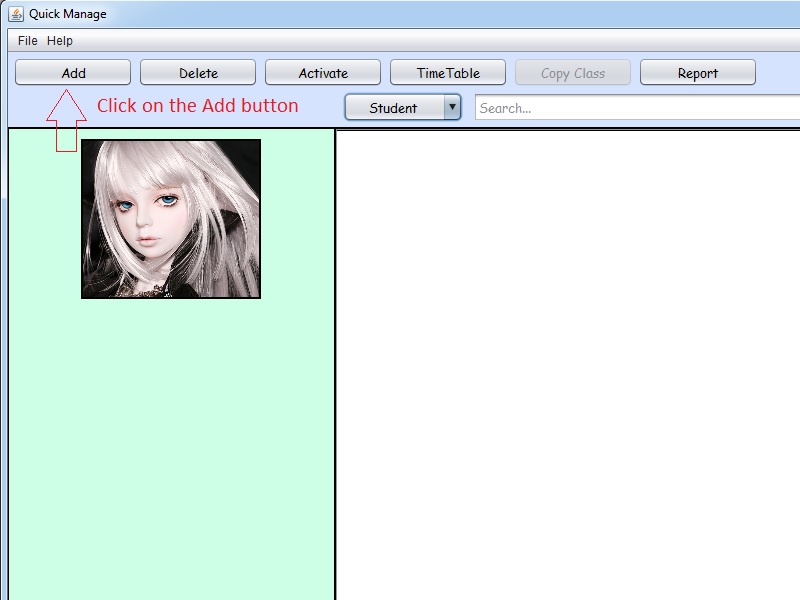 Quick Manage
File Help
Add Delete Activate TimeTable Copy Class Report
Click on the Add button
Student Search...